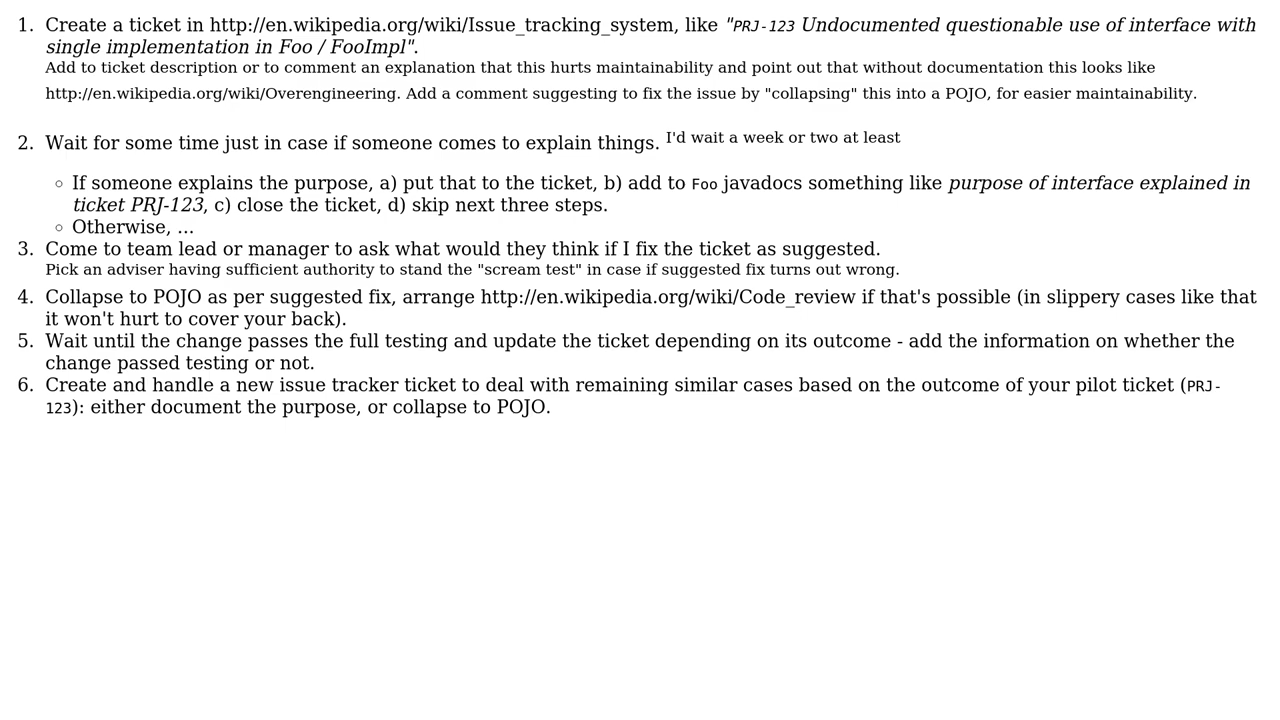 1. Create a ticket in http://en.wikipedia.org/wiki/Issue_tracking_system, like "PRJ-123 Undocumented questionable use of interface with
single implementation in Foo / FooImpl".
Add to ticket description or to comment an explanation that this hurts maintainability and point out that without documentation this looks like
http://en.wikipedia.org/wiki/Overengineering. Add a comment suggesting to fix the issue by "collapsing" this into a POJO, for easier maintainability.
2. Wait for some time just in case if someone comes to explain things. I'd wait a week or two at least
◦ If someone explains the purpose, a) put that to the ticket, b) add to Foo javadocs something like purpose of interface explained in
ticket PRJ-123, c) close the ticket, d) skip next three steps.
◦ Otherwise, ...
3. Come to team lead or manager to ask what would they think if I fix the ticket as suggested.
Pick an adviser having sufficient authority to stand the "scream test" in case if suggested fix turns out wrong.
4. Collapse to POJO as per suggested fix, arrange http://en.wikipedia.org/wiki/Code_review if that's possible (in slippery cases like that
it won't hurt to cover your back).
5. Wait until the change passes the full testing and update the ticket depending on its outcome - add the information on whether the
change passed testing or not.
6. Create and handle a new issue tracker ticket to deal with remaining similar cases based on the outcome of your pilot ticket (PRJ-
123): either document the purpose, or collapse to POJO.